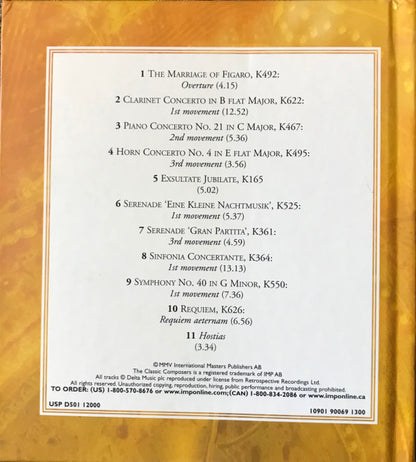 1 The Marriage of Figaro, K492:
Overture (4.15)
2 Clarinet Concerto in B flat Major, K622:
1st movement (12.52)
3 Piano Concerto No. 21 in C Major, K467:
2nd movement (5.36)
4 Horn Concerto No. 4 in E flat Major, K495:
3rd movement (3.56)
5 Exsultate Jubilate, K165
(5.02)
6 Serenade ‘Eine Kleine Nachtmusik’, K525:
1st movement (5.37)
7 Serenade ‘Gran Partita’, K361:
3rd movement (4.59)
8 Sinfonia Concertante, K364:
1st movement (13.13)
9 Symphony No. 40 in G Minor, K550:
1st movement (7.36)
10 Requiem, K626:
Requiem aeternam (6.56)
11 Hostias
(3.34)
© MMV International Masters Publishers AB
The Classic Composers is a registered trademark of IMP AB
All tracks ℗ Delta Music plc reproduced under license from Retrospective Recordings Ltd.
All rights reserved. Unauthorized copying, reproduction, hiring, public performance and broadcasting prohibited.
TO ORDER: (US) 1-800-570-8676 or www.imponline.com;(CAN) 1-800-834-2086 or www.imponline.ca
USP D501 12000
10901 90069 1300